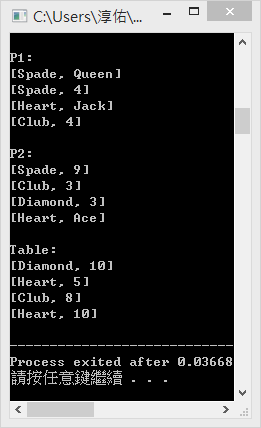 C:\Users\淳佑\...
P1:
[Spade, Queen]
[Spade, 4]
[Heart, Jack]
[Club, 4]
P2:
[Spade, 9]
[Club, 3]
[Diamond, 3]
[Heart, Ace]
Table:
[Diamond, 10]
[Heart, 5]
[Club, 8]
[Heart, 10]
--------------------------------
Process exited after 0.03668
請按任意鍵繼續 . . .